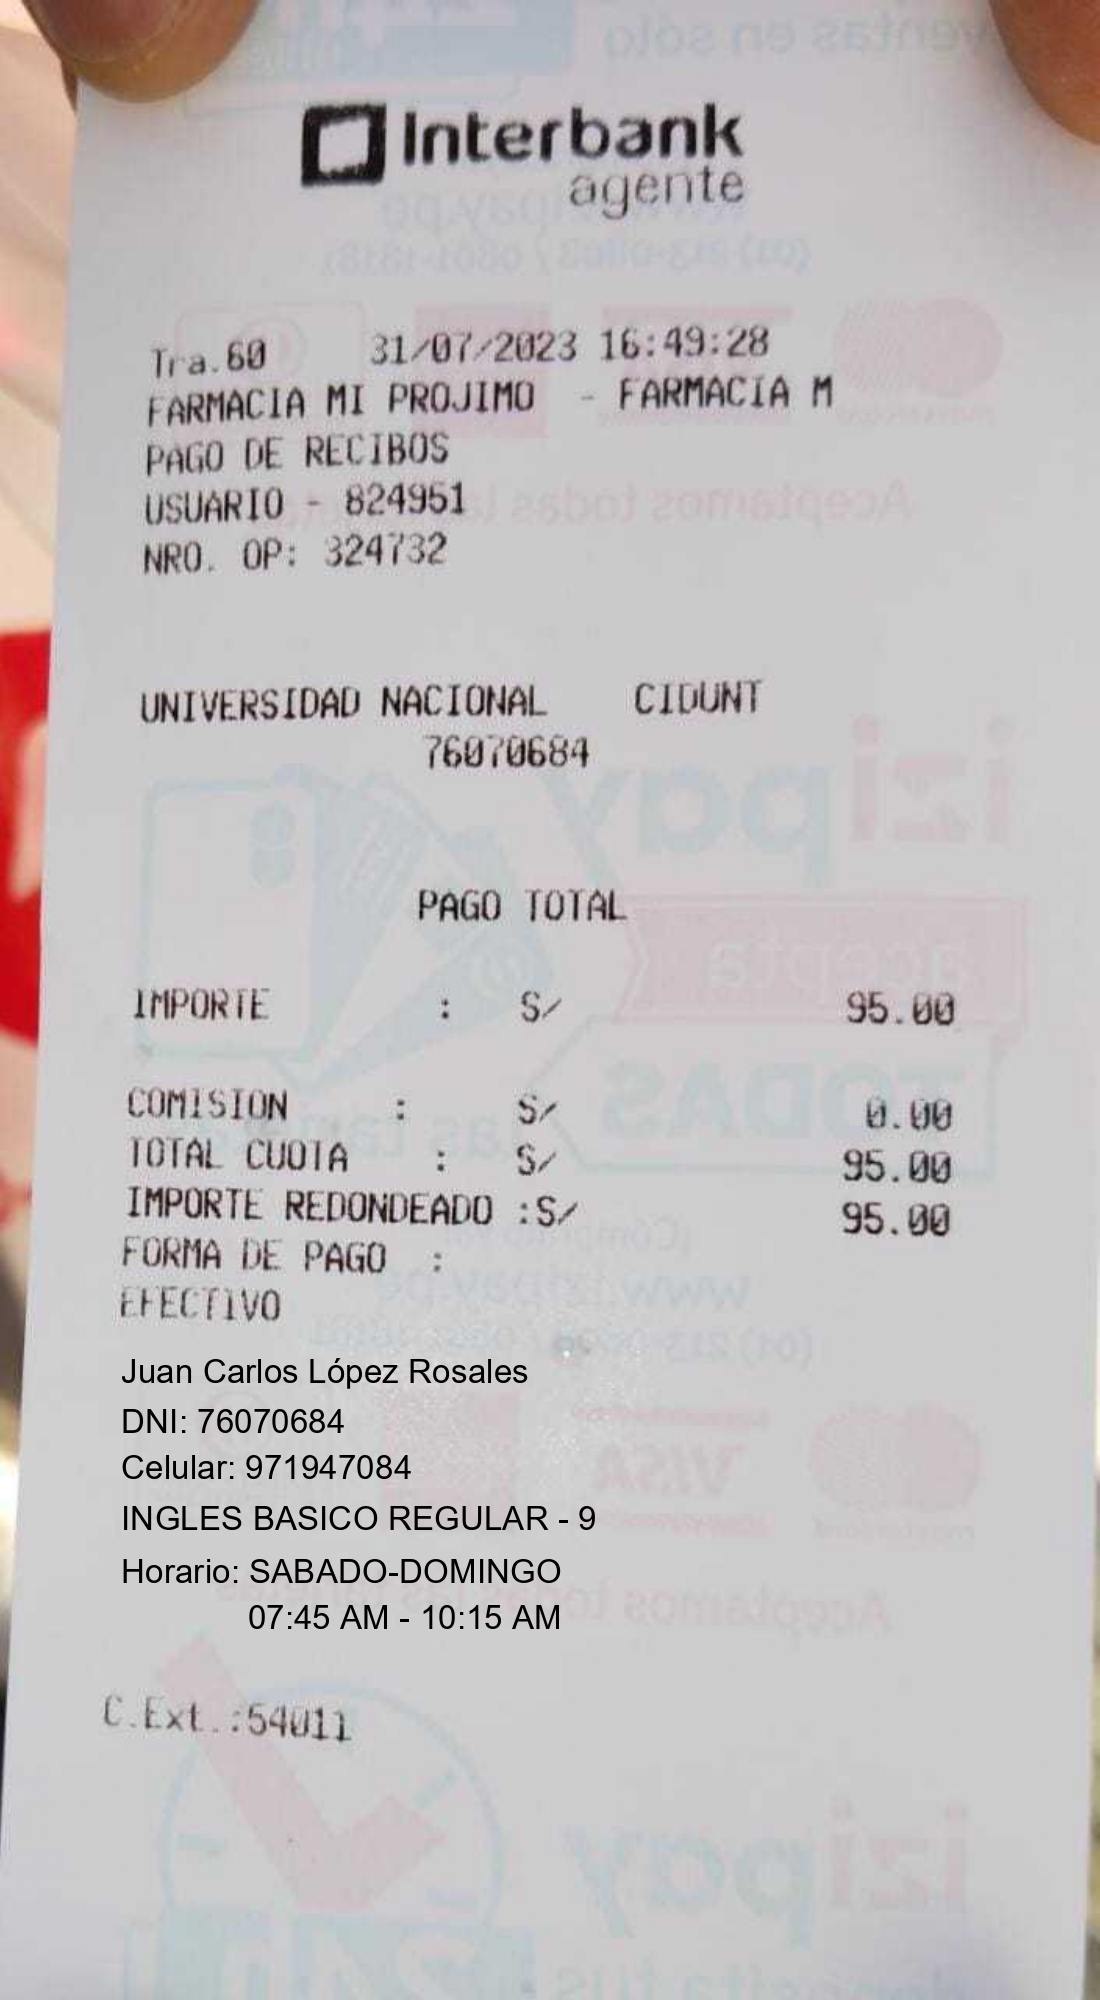 Interbank
agente
Tra.60 31/07/2023 16:49:28
FARMACIA MI PROJIMO - FARMACIA M
PAGO DE RECIBOS
USUARIO - 824951
NRO. OP: 324732
UNIVERSIDAD NACIONAL CIDUNT
76070684
PAGO TOTAL
IMPORTE : S/ 95.00
COMISION : S/ 0.00
TOTAL CUOTA : S/ 95.00
IMPORTE REDONDEADO :S/ 95.00
FORMA DE PAGO :
EFECTIVO
Juan Carlos López Rosales
DNI: 76070684
Celular: 971947084
INGLES BASICO REGULAR - 9
Horario: SABADO-DOMINGO
07:45 AM - 10:15 AM
C.Ext.:54011